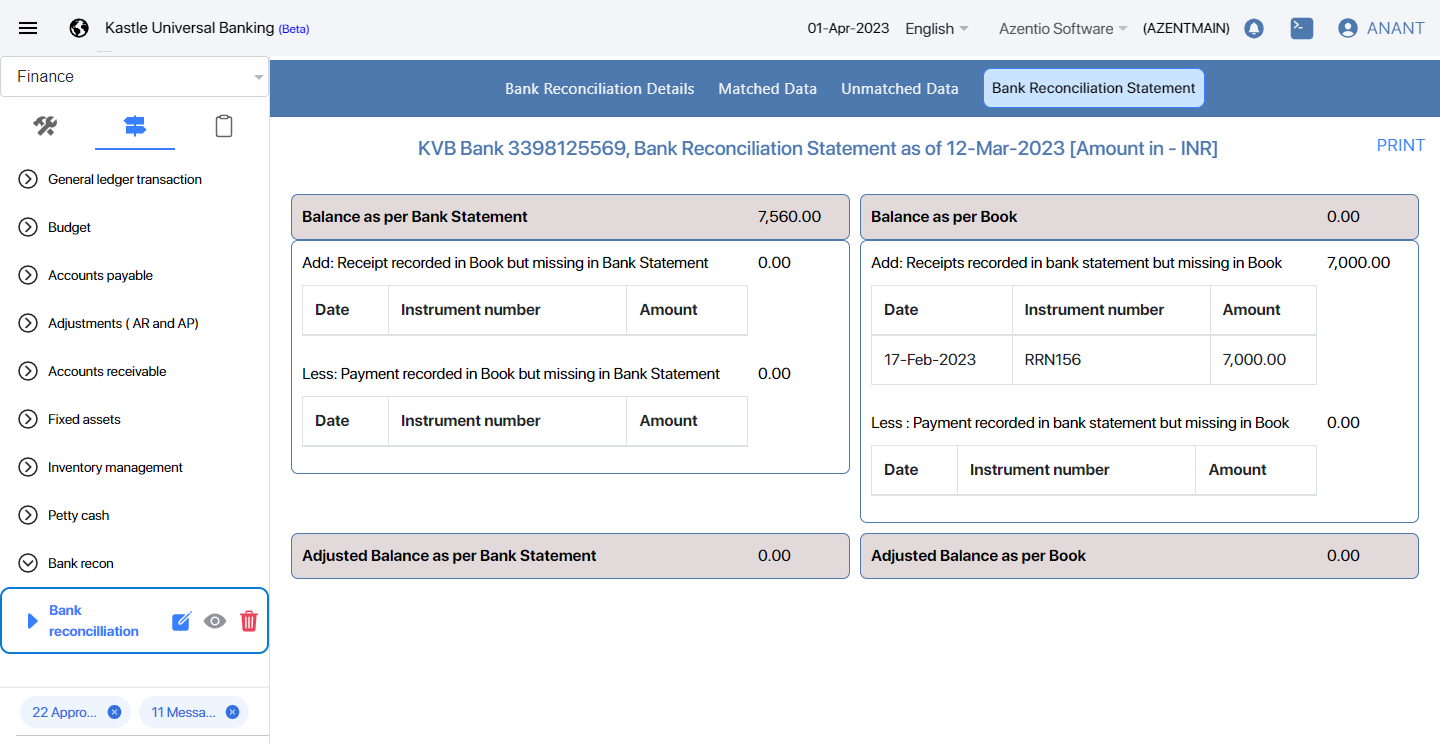 Kastle Universal Banking (Beta)
01-Apr-2023 English Azentio Software (AZENTMAIN) ANANT
Finance
General ledger transaction
Budget
Accounts payable
Adjustments ( AR and AP)
Accounts receivable
Fixed assets
Inventory management
Petty cash
Bank recon
Bank
reconcilliation
22 Appro...
11 Messa...
Bank Reconciliation Details Matched Data Unmatched Data Bank Reconciliation Statement
KVB Bank 3398125569, Bank Reconciliation Statement as of 12-Mar-2023 [Amount in - INR]
PRINT
Balance as per Bank Statement 7,560.00
Add: Receipt recorded in Book but missing in Bank Statement 0.00
Date Instrument number Amount
Less: Payment recorded in Book but missing in Bank Statement 0.00
Date Instrument number Amount
Adjusted Balance as per Bank Statement 0.00
Balance as per Book 0.00
Add: Receipts recorded in bank statement but missing in Book 7,000.00
Date Instrument number Amount
17-Feb-2023 RRN156 7,000.00
Less : Payment recorded in bank statement but missing in Book 0.00
Date Instrument number Amount
Adjusted Balance as per Book 0.00